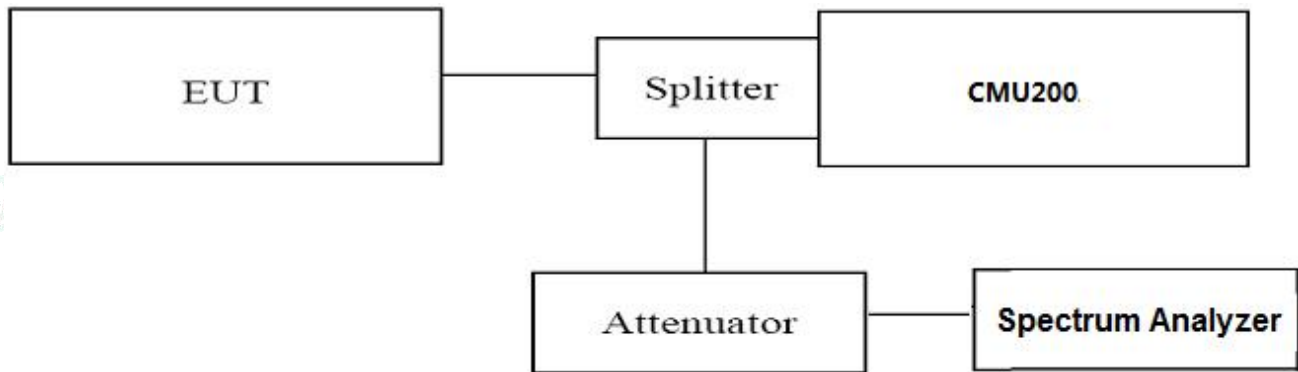 EUT
Splitter
CMU200.
Attenuator
Spectrum Analyzer